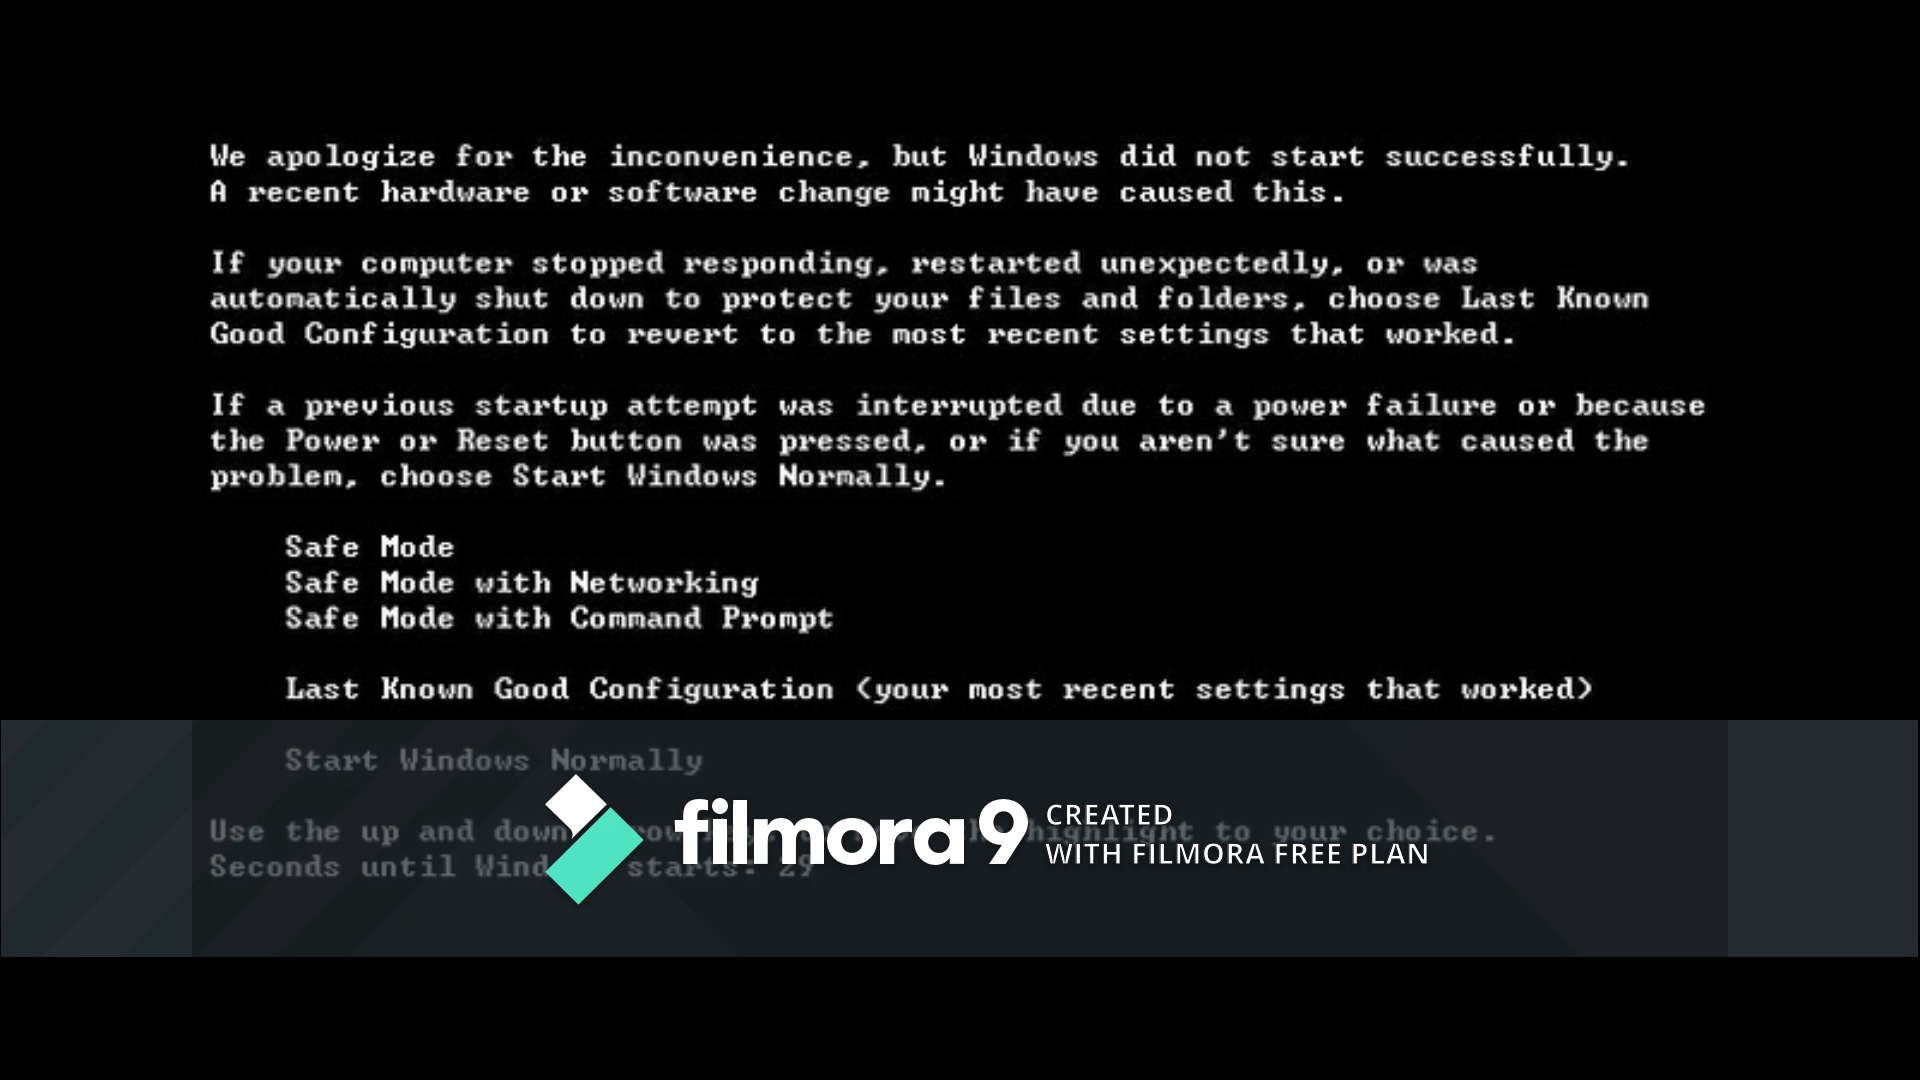 We apologize for the inconvenience, but Windows did not start successfully.
A recent hardware or software change might have caused this.
If your computer stopped responding, restarted unexpectedly, or was
automatically shut down to protect your files and folders, choose Last Known
Good Configuration to revert to the most recent settings that worked.
If a previous startup attempt was interrupted due to a power failure or because
the Power or Reset button was pressed, or if you aren't sure what caused the
problem, choose Start Windows Normally.
Safe Mode
Safe Mode with Networking
Safe Mode with Command Prompt
Last Known Good Configuration (your most recent settings that worked)
Start Windows Normally
Use the up and down highlight to your choice.
Seconds until starts: 29
filmora9
CREATED
WITH FILMORA FREE PLAN